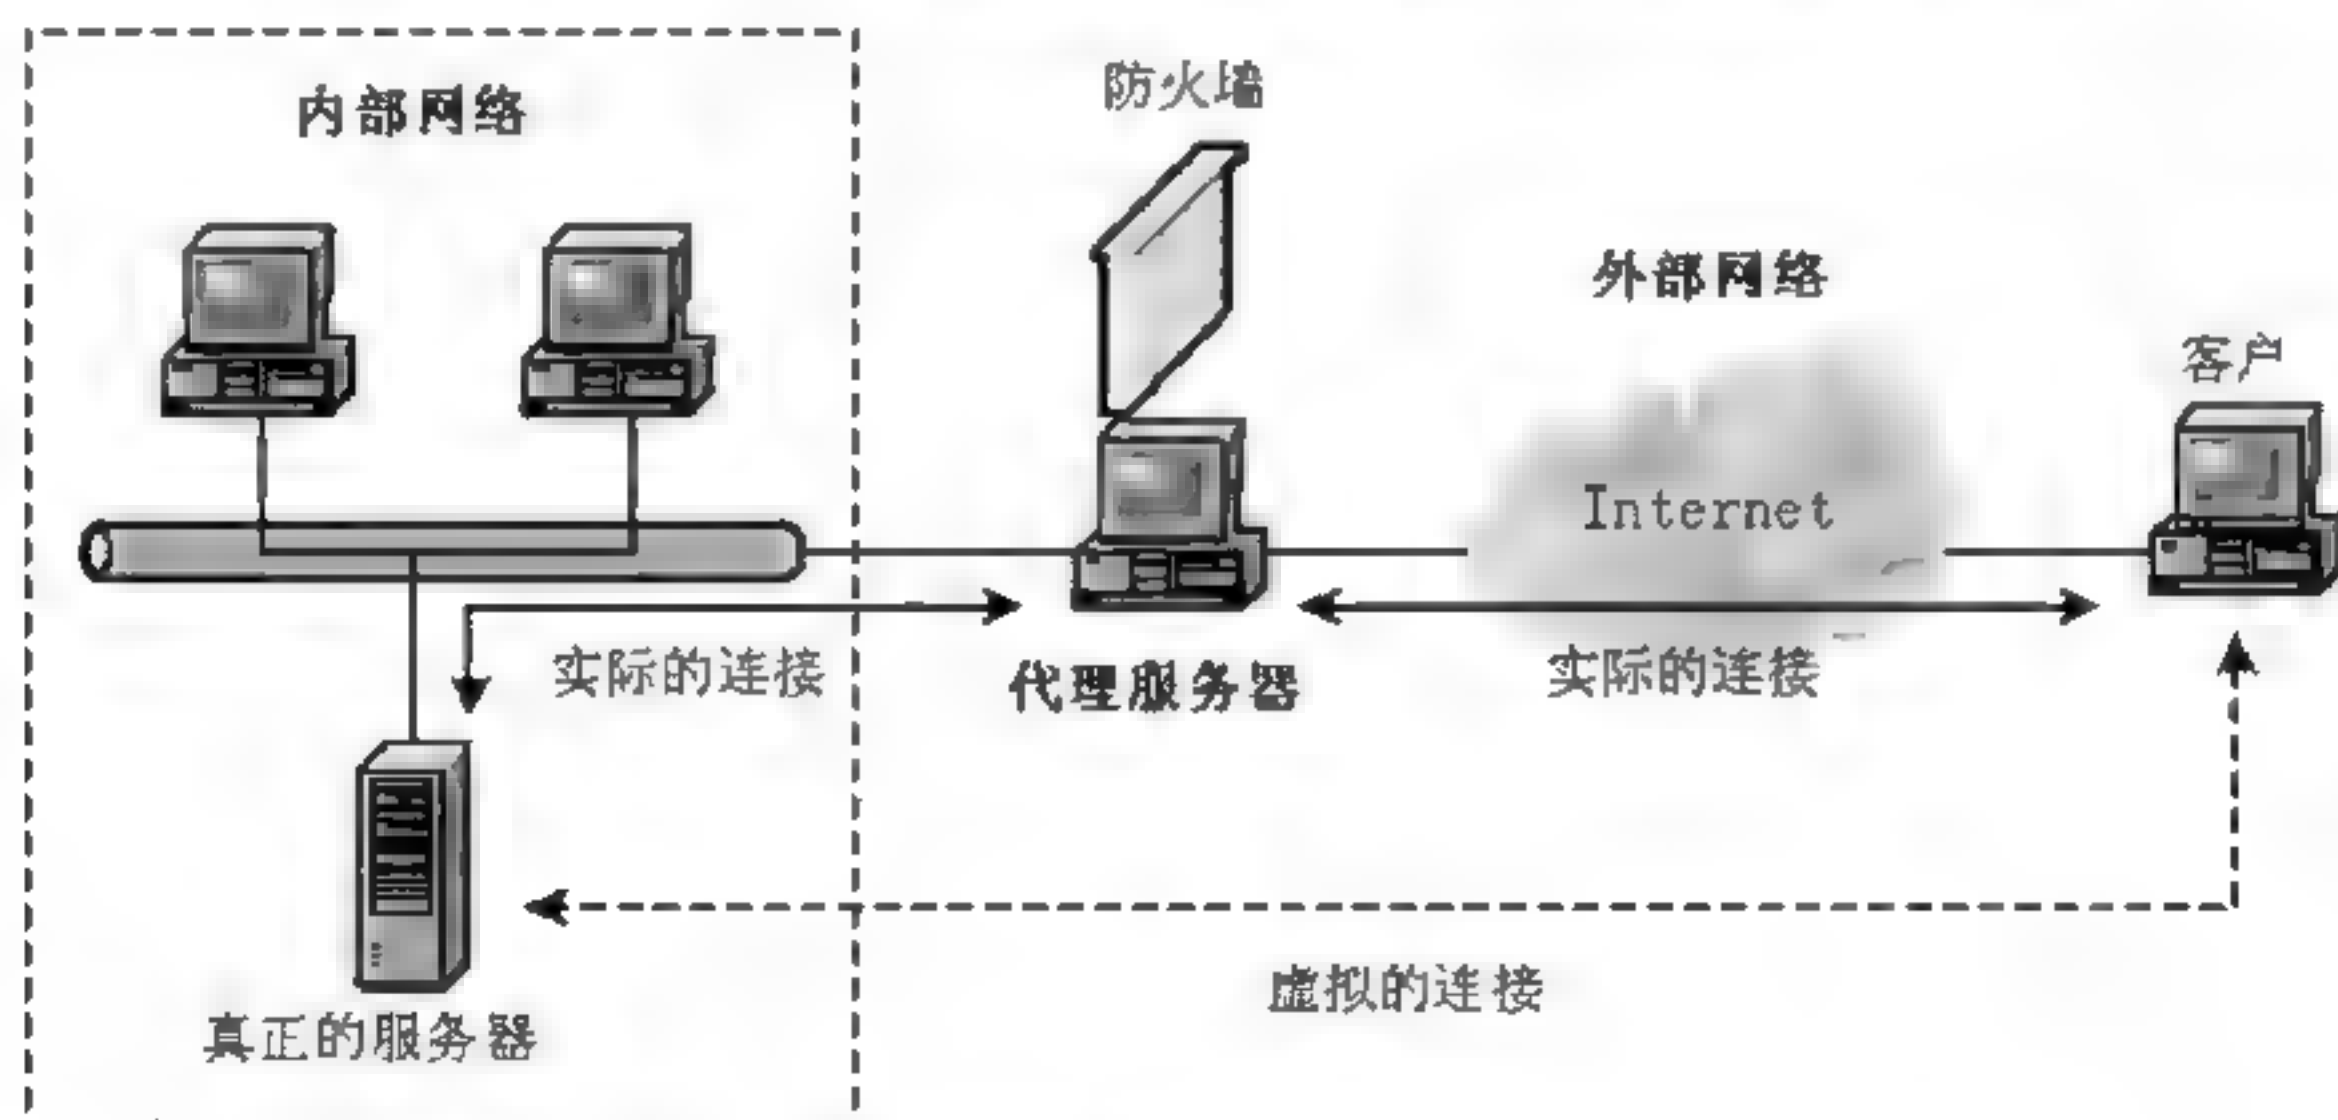 内部网络
防火墙
外部网络
客户
Internet
实际的连接
代理服务器
实际的连接
虚拟的连接
真正的服务器